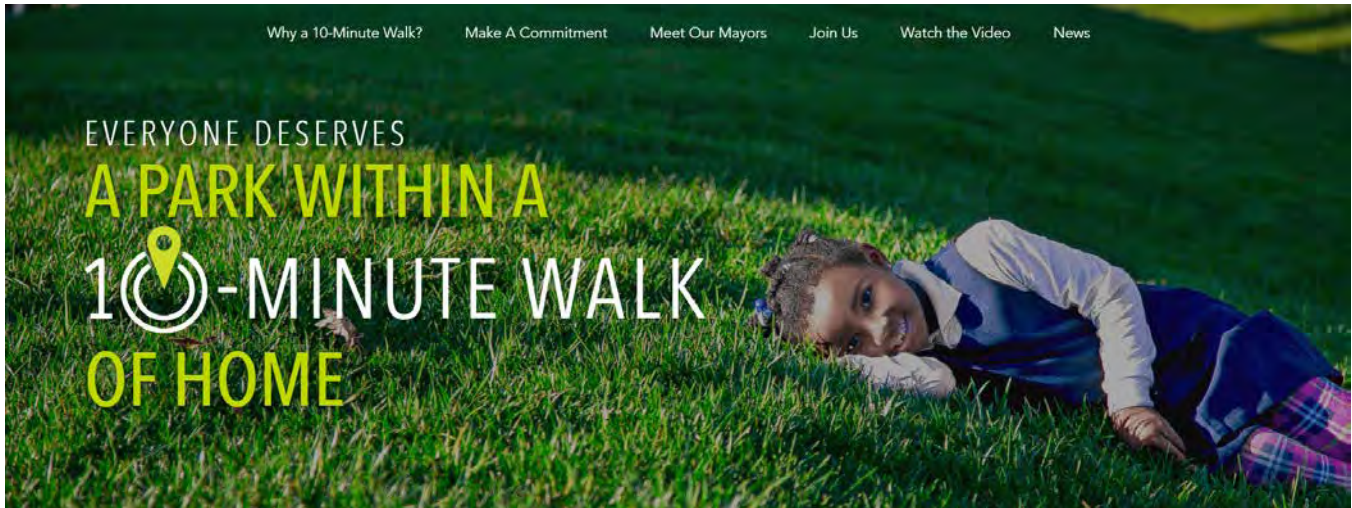 Why a 10-Minute Walk? Make A Commitment Meet Our Mayors Join Us Watch the Video News
EVERYONE DESERVES
A PARK WITHIN A
10-MINUTE WALK
OF HOME